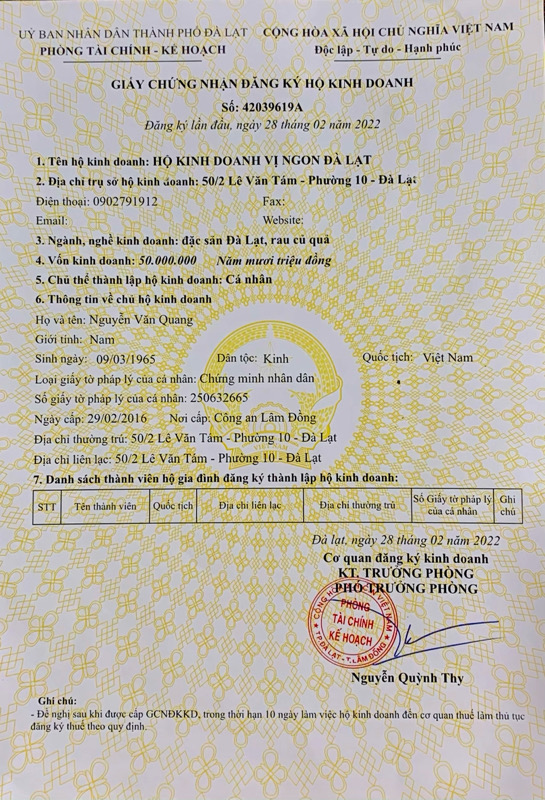 UỶ BAN NHÂN DÂN THÀNH PHỐ ĐÀ LẠT
PHÒNG TÀI CHÍNH - KẾ HOẠCH
CỘNG HÒA XÃ HỘI CHỦ NGHĨA VIỆT NAM
Độc lập - Tự do - Hạnh phúc
GIẤY CHỨNG NHẬN ĐĂNG KÝ HỘ KINH DOANH
Số: 42039619A
Đăng ký lần đầu, ngày 28 tháng 02 năm 2022
1. Tên hộ kinh doanh: HỘ KINH DOANH VỊ NGON ĐÀ LẠT
2. Địa chỉ trụ sở hộ kinh doanh: 50/2 Lê Văn Tám - Phường 10 - Đà Lạt
Điện thoại: 0902791912 Fax:
Email: Website:
3. Ngành, nghề kinh doanh: đặc sản Đà Lạt, rau củ quả
4. Vốn kinh doanh: 50.000.000 Năm mươi triệu đồng
5. Chủ thể thành lập hộ kinh doanh: Cá nhân
6. Thông tin về chủ hộ kinh doanh
Họ và tên: Nguyễn Văn Quang
Giới tính: Nam
Sinh ngày: 09/03/1965 Dân tộc: Kinh Quốc tịch: Việt Nam
Loại giấy tờ pháp lý của cá nhân: Chứng minh nhân dân
Số giấy tờ pháp lý của cá nhân: 250632665
Ngày cấp: 29/02/2016 Nơi cấp: Công an Lâm Đồng
Địa chỉ thường trú: 50/2 Lê Văn Tám - Phường 10 - Đà Lạt
Địa chỉ liên lạc: 50/2 Lê Văn Tám - Phường 10 - Đà Lạt
7. Danh sách thành viên hộ gia đình đăng ký thành lập hộ kinh doanh:
STT Tên thành viên Quốc tịch Địa chỉ liên lạc Địa chỉ thường trú Số Giấy tờ pháp lý của cá nhân Ghi chú
Đà lạt, ngày 28 tháng 02 năm 2022
Cơ quan đăng ký kinh doanh
KT. TRƯỞNG PHÒNG
PHÓ TRƯỞNG PHÒNG
CỘNG HÒA XHCN VIỆT NAM
PHÒNG
TÀI CHÍNH
KẾ HOẠCH
TP.ĐÀ LẠT - T.LÂM ĐỒNG
Nguyễn Quỳnh Thy
Ghi chú:
- Đề nghị sau khi được cấp GCNĐKKD, trong thời hạn 10 ngày làm việc hộ kinh doanh đến cơ quan thuế làm thủ tục
đăng ký thuế theo quy định.